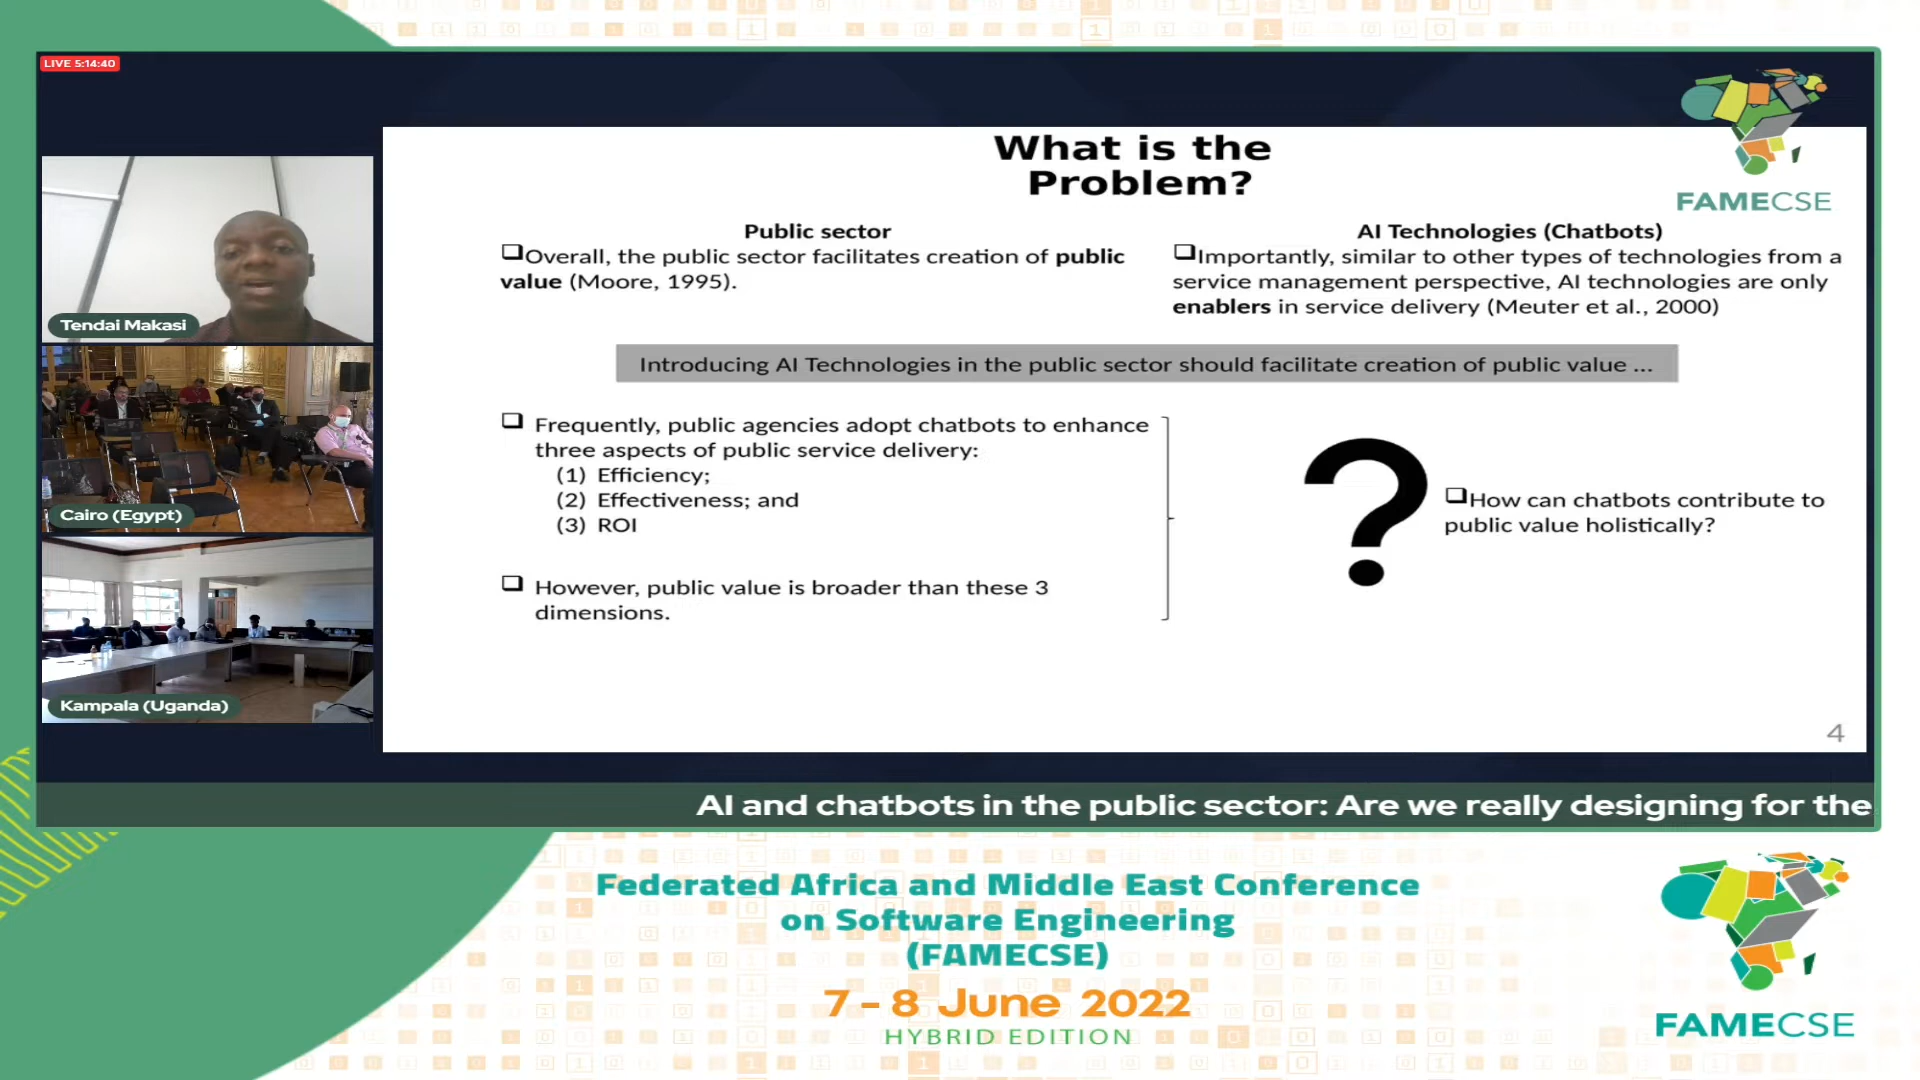 LIVE 5:14:40
FAMECSE
What is the
Problem?
Public sector
❑Overall, the public sector facilitates creation of public
value (Moore, 1995).
AI Technologies (Chatbots)
❑Importantly, similar to other types of technologies from a
service management perspective, AI technologies are only
enablers in service delivery (Meuter et al., 2000)
Introducing AI Technologies in the public sector should facilitate creation of public value ...
❑ Frequently, public agencies adopt chatbots to enhance
three aspects of public service delivery:
(1) Efficiency;
(2) Effectiveness; and
(3) ROI
❑ However, public value is broader than these 3
dimensions.
?
❑How can chatbots contribute to
public value holistically?
4
Tendai Makasi
Cairo (Egypt)
Kampala (Uganda)
AI and chatbots in the public sector: Are we really designing for the
Federated Africa and Middle East Conference
on Software Engineering
(FAMECSE)
7 - 8 June 2022
HYBRID EDITION
FAMECSE